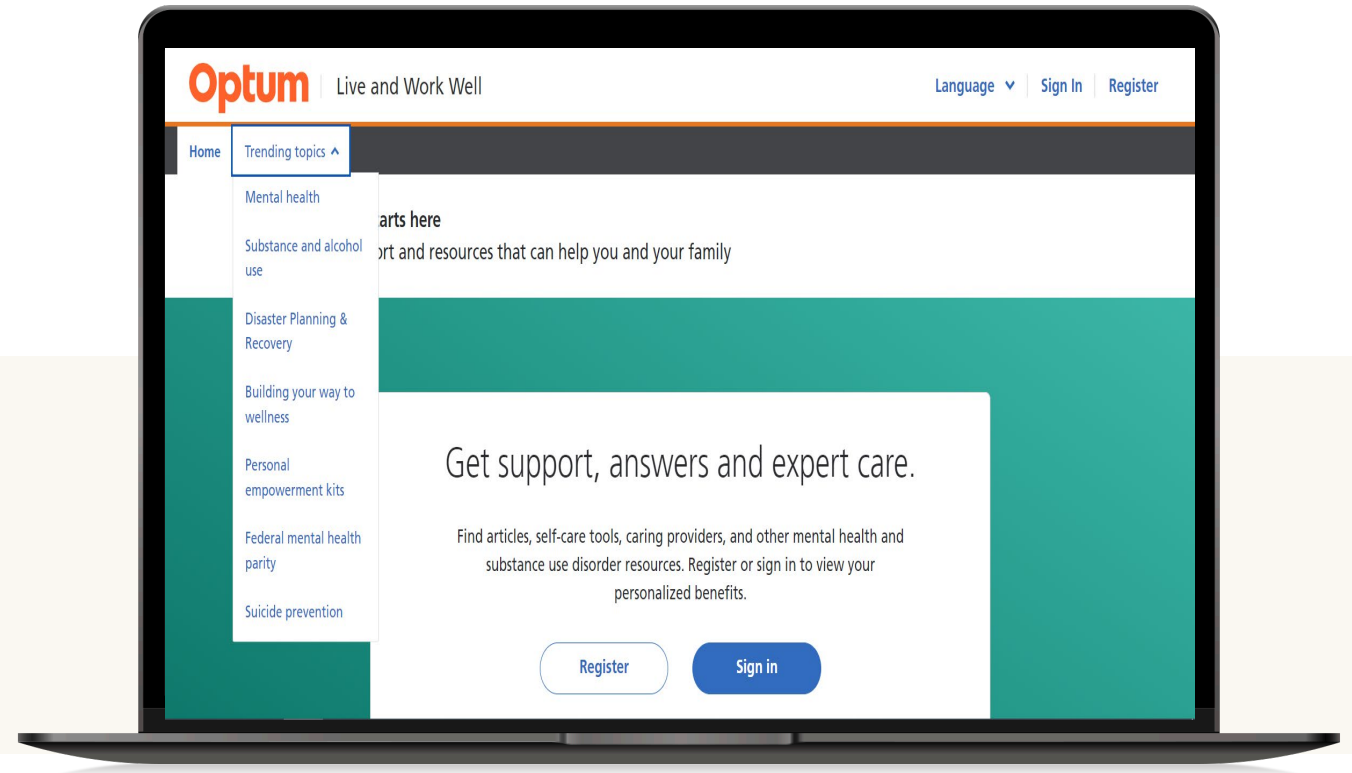 Optum Live and Work Well
Language Sign In Register
Home Trending topics
Mental health
Substance and alcohol
use
Disaster Planning &
Recovery
Building your way to
wellness
Personal
empowerment kits
Federal mental health
parity
Suicide prevention
arts here
ort and resources that can help you and your family
Get support, answers and expert care.
Find articles, self-care tools, caring providers, and other mental health and
substance use disorder resources. Register or sign in to view your
personalized benefits.
Register Sign in